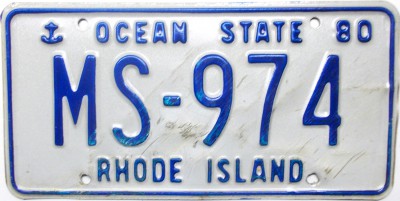 OCEAN STATE 80
MS-974
RHODE ISLAND